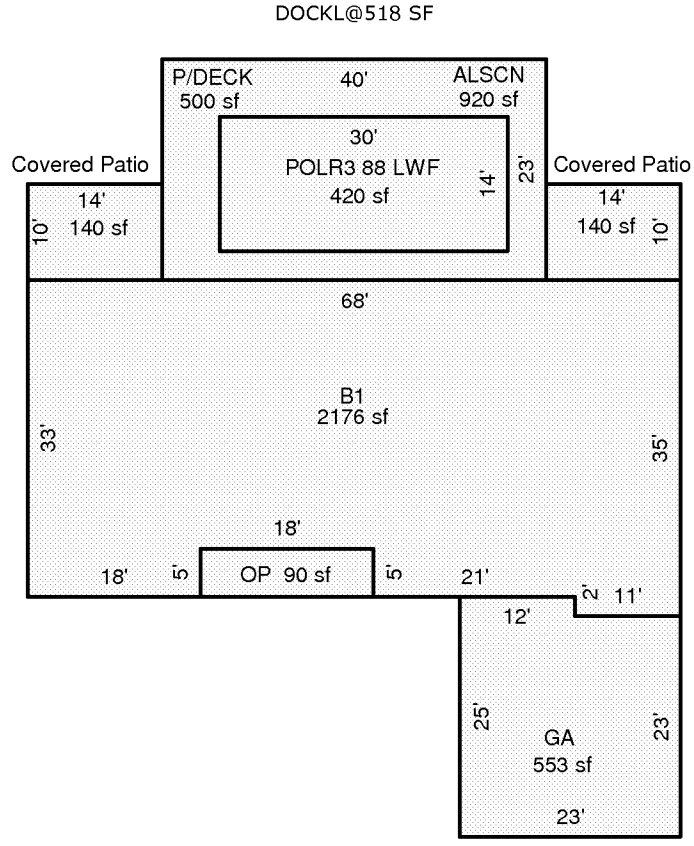 DOCKL@518 SF
P/DECK
500 sf
40'
ALSCN
920 sf
30'
POLR3 88 LWF
420 sf
14'
23'
Covered Patio
14'
10'
140 sf
Covered Patio
14'
140 sf
10'
68'
B1
2176 sf
33'
35'
18'
18'
5'
OP 90 sf
5'
21'
2'
11'
12'
25'
GA
553 sf
23'
23'